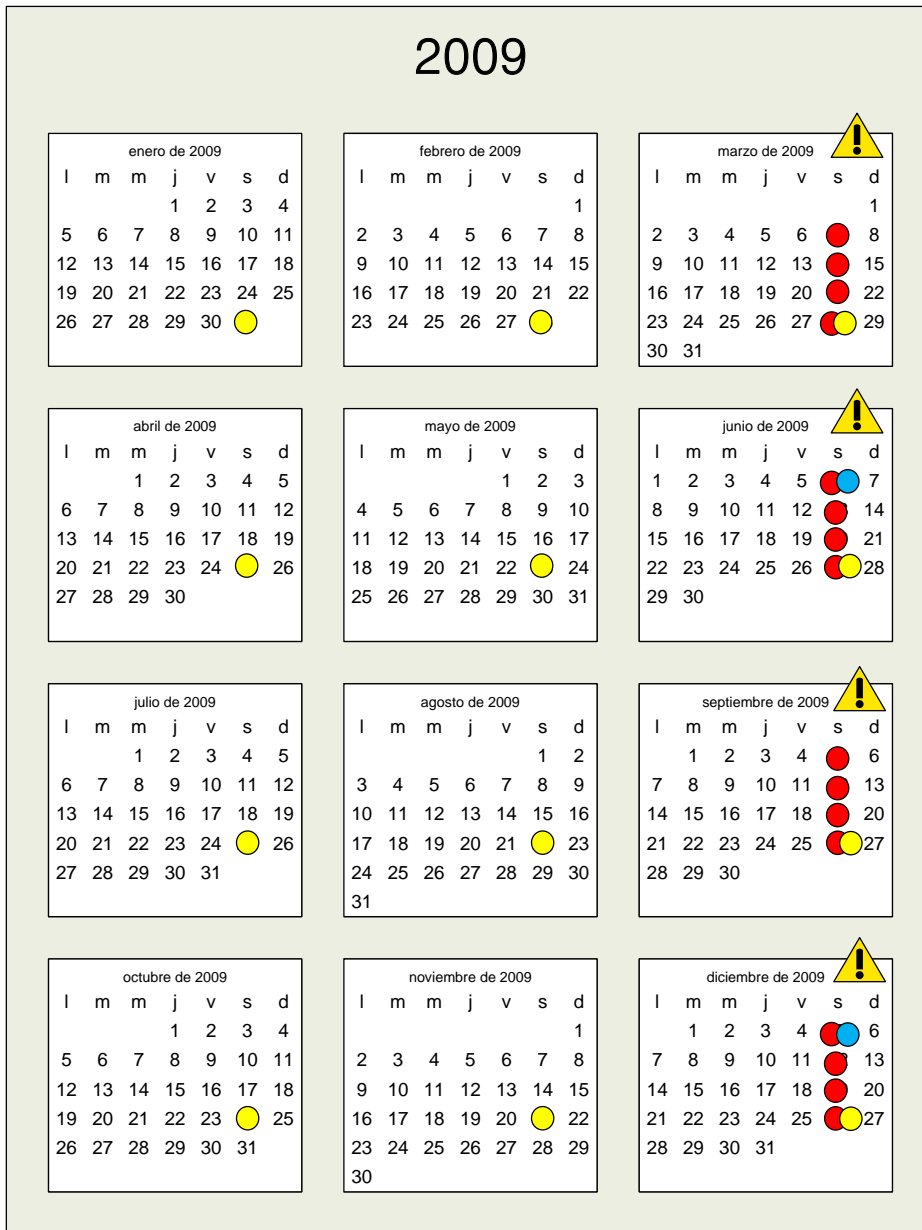 2009
enero de 2009
l m m j v s d
1 2 3 4
5 6 7 8 9 10 11
12 13 14 15 16 17 18
19 20 21 22 23 24 25
26 27 28 29 30
febrero de 2009
l m m j v s d
1
2 3 4 5 6 7 8
9 10 11 12 13 14 15
16 17 18 19 20 21 22
23 24 25 26 27
marzo de 2009
l m m j v s d
1
2 3 4 5 6 8
9 10 11 12 13 15
16 17 18 19 20 22
23 24 25 26 27 29
30 31
abril de 2009
l m m j v s d
1 2 3 4 5
6 7 8 9 10 11 12
13 14 15 16 17 18 19
20 21 22 23 24 26
27 28 29 30
mayo de 2009
l m m j v s d
1 2 3
4 5 6 7 8 9 10
11 12 13 14 15 16 17
18 19 20 21 22 24
25 26 27 28 29 30 31
junio de 2009
l m m j v s d
1 2 3 4 5 7
8 9 10 11 12 14
15 16 17 18 19 21
22 23 24 25 26 28
29 30
julio de 2009
l m m j v s d
1 2 3 4 5
6 7 8 9 10 11 12
13 14 15 16 17 18 19
20 21 22 23 24 26
27 28 29 30 31
agosto de 2009
l m m j v s d
1 2
3 4 5 6 7 8 9
10 11 12 13 14 15 16
17 18 19 20 21 23
24 25 26 27 28 29 30
31
septiembre de 2009
l m m j v s d
1 2 3 4 6
7 8 9 10 11 13
14 15 16 17 18 20
21 22 23 24 25 27
28 29 30
octubre de 2009
l m m j v s d
1 2 3 4
5 6 7 8 9 10 11
12 13 14 15 16 17 18
19 20 21 22 23 25
26 27 28 29 30 31
noviembre de 2009
l m m j v s d
1
2 3 4 5 6 7 8
9 10 11 12 13 14 15
16 17 18 19 20 22
23 24 25 26 27 28 29
30
diciembre de 2009
l m m j v s d
1 2 3 4 6
7 8 9 10 11 13
14 15 16 17 18 20
21 22 23 24 25 27
28 29 30 31